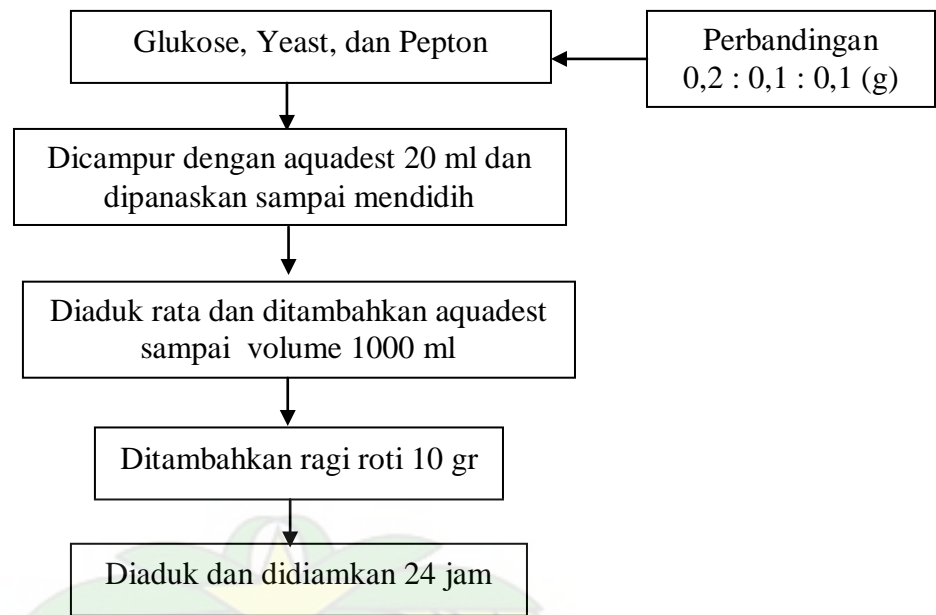 Glukose, Yeast, dan Pepton
Perbandingan
0,2 : 0,1 : 0,1 (g)
Dicampur dengan aquadest 20 ml dan
dipanaskan sampai mendidih
Diaduk rata dan ditambahkan aquadest
sampai volume 1000 ml
Ditambahkan ragi roti 10 gr
Diaduk dan didiamkan 24 jam